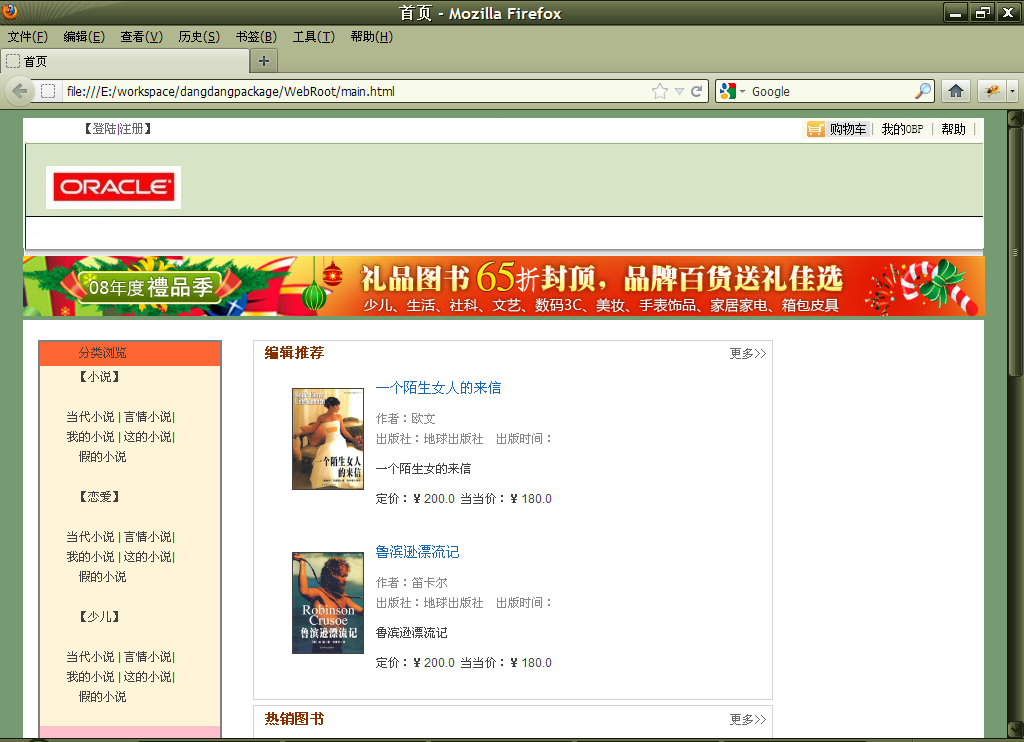 首页 - Mozilla Firefox
文件(F) 编辑(E) 查看(V) 历史(S) 书签(B) 工具(T) 帮助(H)
首页
file:///E:/workspace/dangdangpackage/WebRoot/main.html Google
【登陆|注册】 购物车 | 我的OBP | 帮助 |
ORACLE
08年度禮品季
礼品图书 65折封顶，品牌百货送礼佳选
少儿、生活、社科、文艺、数码3C、美妆、手表饰品、家居家电、箱包皮具
分类浏览
【小说】
当代小说 | 言情小说|
我的小说 | 这的小说|
假的小说
【恋爱】
当代小说 | 言情小说|
我的小说 | 这的小说|
假的小说
【少儿】
当代小说 | 言情小说|
我的小说 | 这的小说|
假的小说
编辑推荐 更多>>
一个陌生女人的来信
一个陌生女人的来信
作者：欧文
出版社：地球出版社 出版时间：
一个陌生女的来信
定价：¥ 200.0 当当价：¥ 180.0
Robinson
Crusoe
鲁滨逊漂流记
鲁滨逊漂流记
作者：笛卡尔
出版社：地球出版社 出版时间：
鲁滨逊漂流记
定价：¥ 200.0 当当价：¥ 180.0
热销图书 更多>>